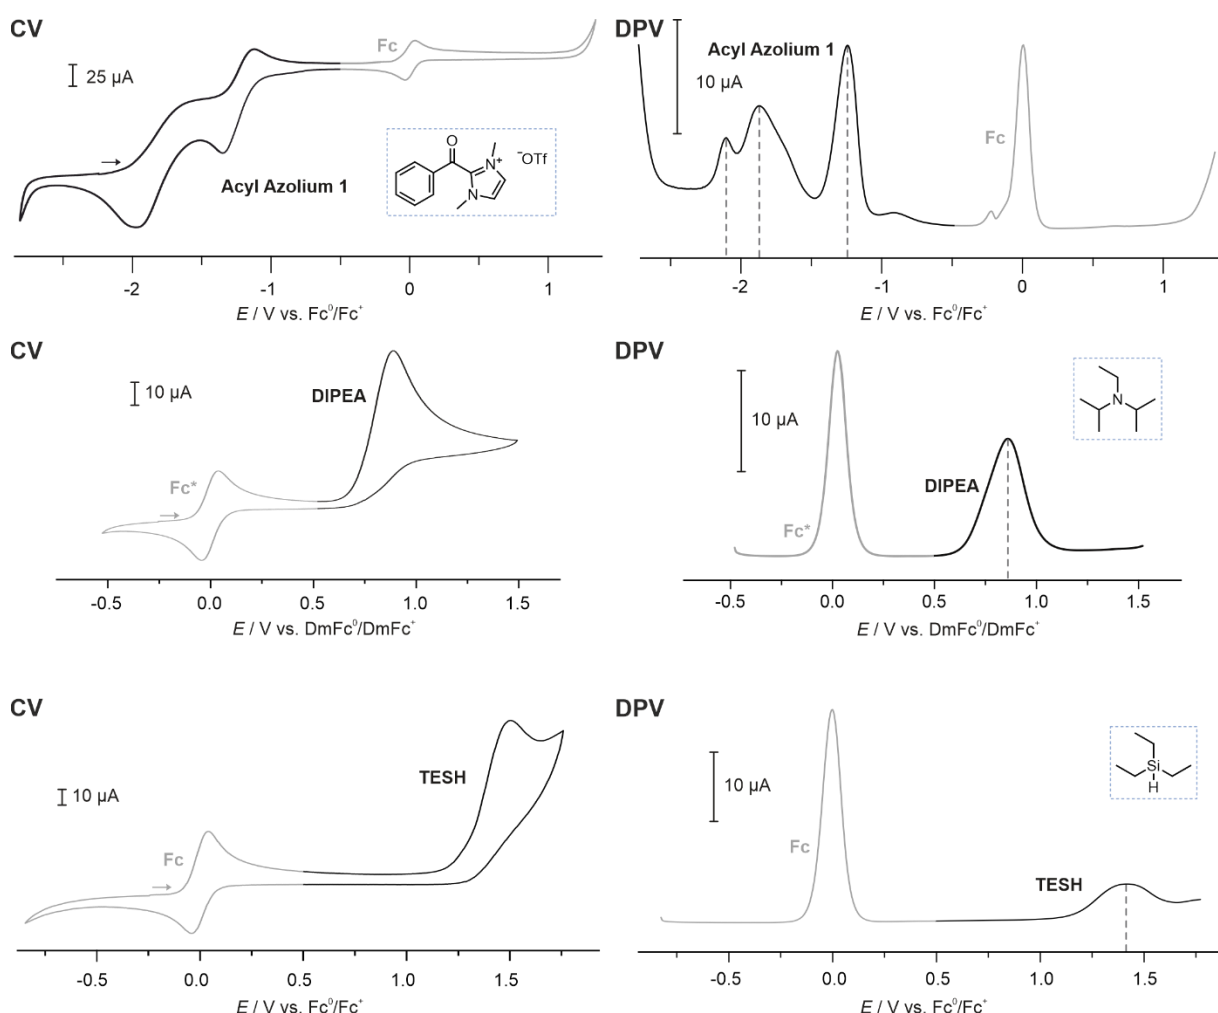 CV
25 µA
Fc
Acyl Azolium 1
O
CH₃
N
+
N
CH₃
⁻OTf
-2
-1
0
1
E / V vs. Fc⁰/Fc⁺
DPV
Acyl Azolium 1
10 µA
Fc
-2
-1
0
1
E / V vs. Fc⁰/Fc⁺
CV
10 µA
DIPEA
Fc*
-0.5
0.0
0.5
1.0
1.5
E / V vs. DmFc⁰/DmFc⁺
DPV
10 µA
N
DIPEA
Fc*
-0.5
0.0
0.5
1.0
1.5
E / V vs. DmFc⁰/DmFc⁺
CV
TESH
10 µA
Fc
-0.5
0.0
0.5
1.0
1.5
E / V vs. Fc⁰/Fc⁺
DPV
10 µA
Si
H
Fc
TESH
-0.5
0.0
0.5
1.0
1.5
E / V vs. Fc⁰/Fc⁺